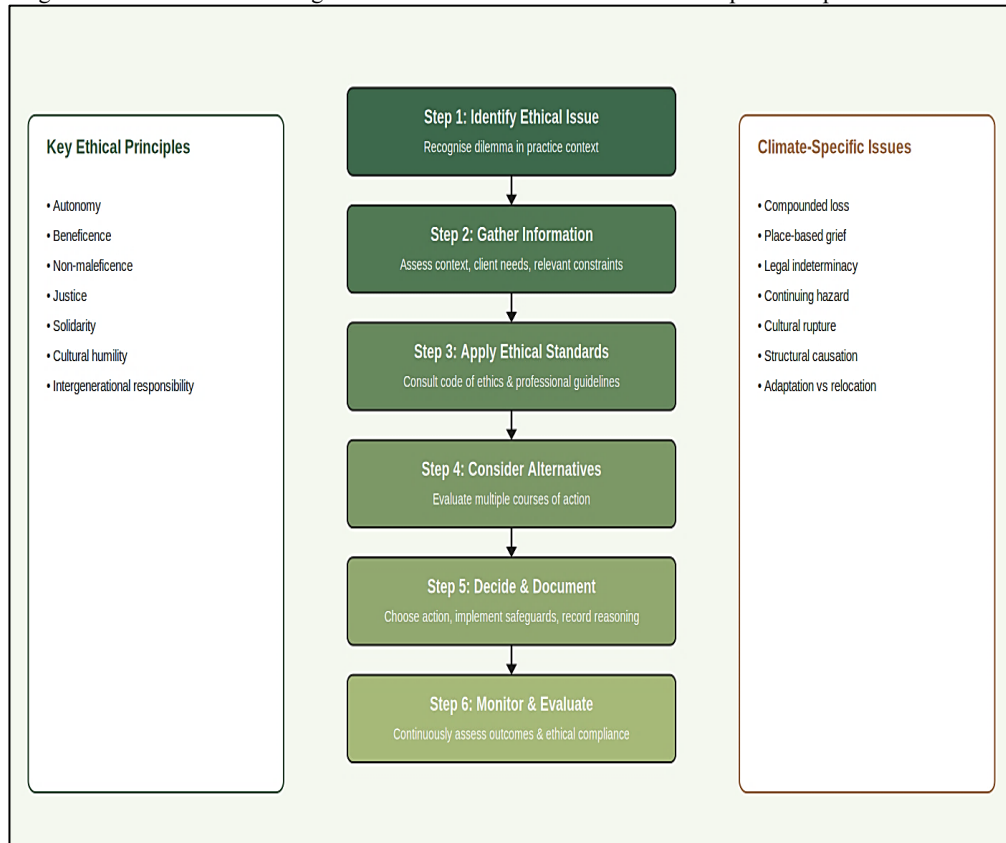 Key Ethical Principles
• Autonomy
• Beneficence
• Non-maleficence
• Justice
• Solidarity
• Cultural humility
• Intergenerational responsibility
Step 1: Identify Ethical Issue
Recognise dilemma in practice context
Step 2: Gather Information
Assess context, client needs, relevant constraints
Step 3: Apply Ethical Standards
Consult code of ethics & professional guidelines
Step 4: Consider Alternatives
Evaluate multiple courses of action
Step 5: Decide & Document
Choose action, implement safeguards, record reasoning
Step 6: Monitor & Evaluate
Continuously assess outcomes & ethical compliance
Climate-Specific Issues
• Compounded loss
• Place-based grief
• Legal indeterminacy
• Continuing hazard
• Cultural rupture
• Structural causation
• Adaptation vs relocation